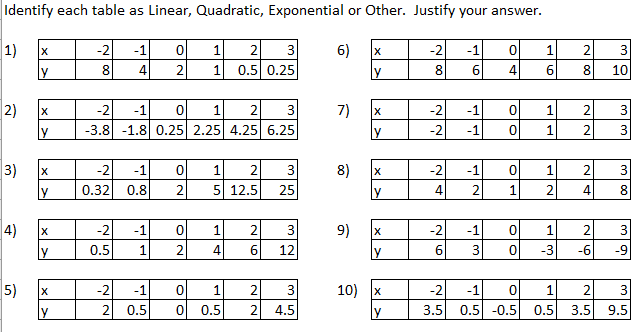 Identify each table as Linear, Quadratic, Exponential or Other. Justify your answer.
1) x -2 -1 0 1 2 3
y 8 4 2 1 0.5 0.25
2) x -2 -1 0 1 2 3
y -3.8 -1.8 0.25 2.25 4.25 6.25
3) x -2 -1 0 1 2 3
y 0.32 0.8 2 5 12.5 25
4) x -2 -1 0 1 2 3
y 0.5 1 2 4 6 12
5) x -2 -1 0 1 2 3
y 2 0.5 0 0.5 2 4.5
6) x -2 -1 0 1 2 3
y 8 6 4 6 8 10
7) x -2 -1 0 1 2 3
y -2 -1 0 1 2 3
8) x -2 -1 0 1 2 3
y 4 2 1 2 4 8
9) x -2 -1 0 1 2 3
y 6 3 0 -3 -6 -9
10) x -2 -1 0 1 2 3
y 3.5 0.5 -0.5 0.5 3.5 9.5